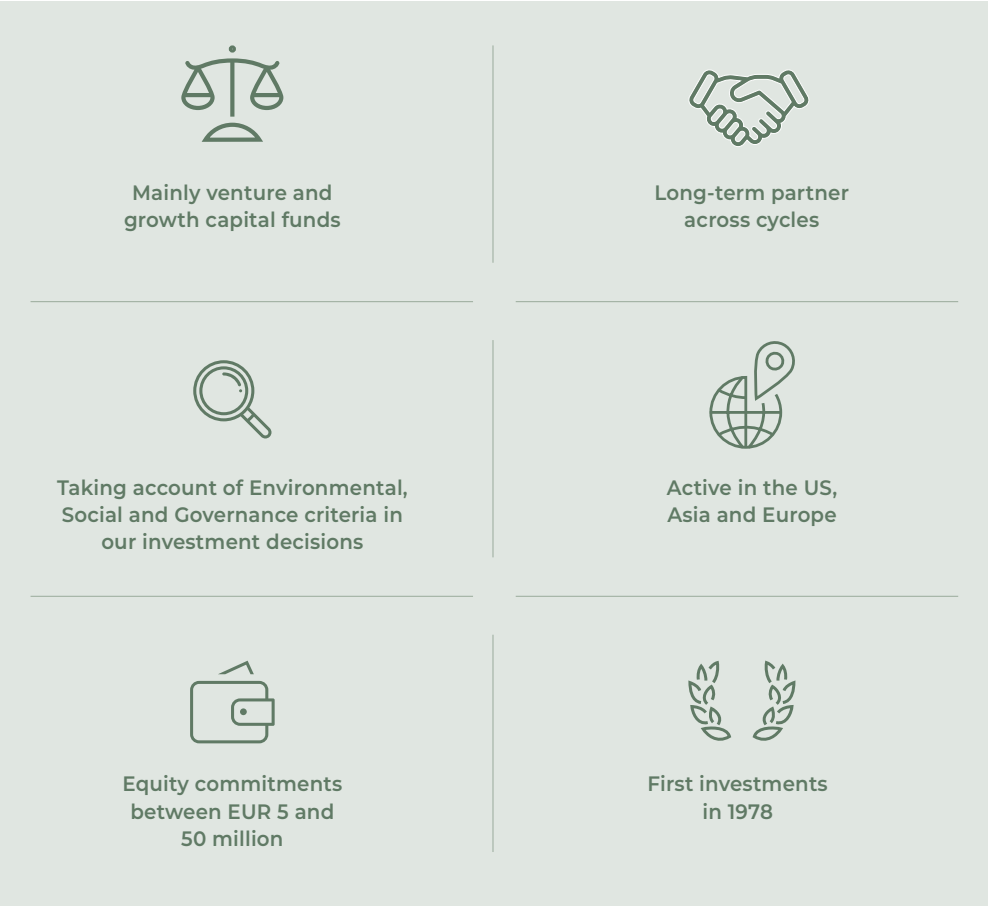 Mainly venture and
growth capital funds
Long-term partner
across cycles
Taking account of Environmental,
Social and Governance criteria in
our investment decisions
Active in the US,
Asia and Europe
Equity commitments
between EUR 5 and
50 million
First investments
in 1978